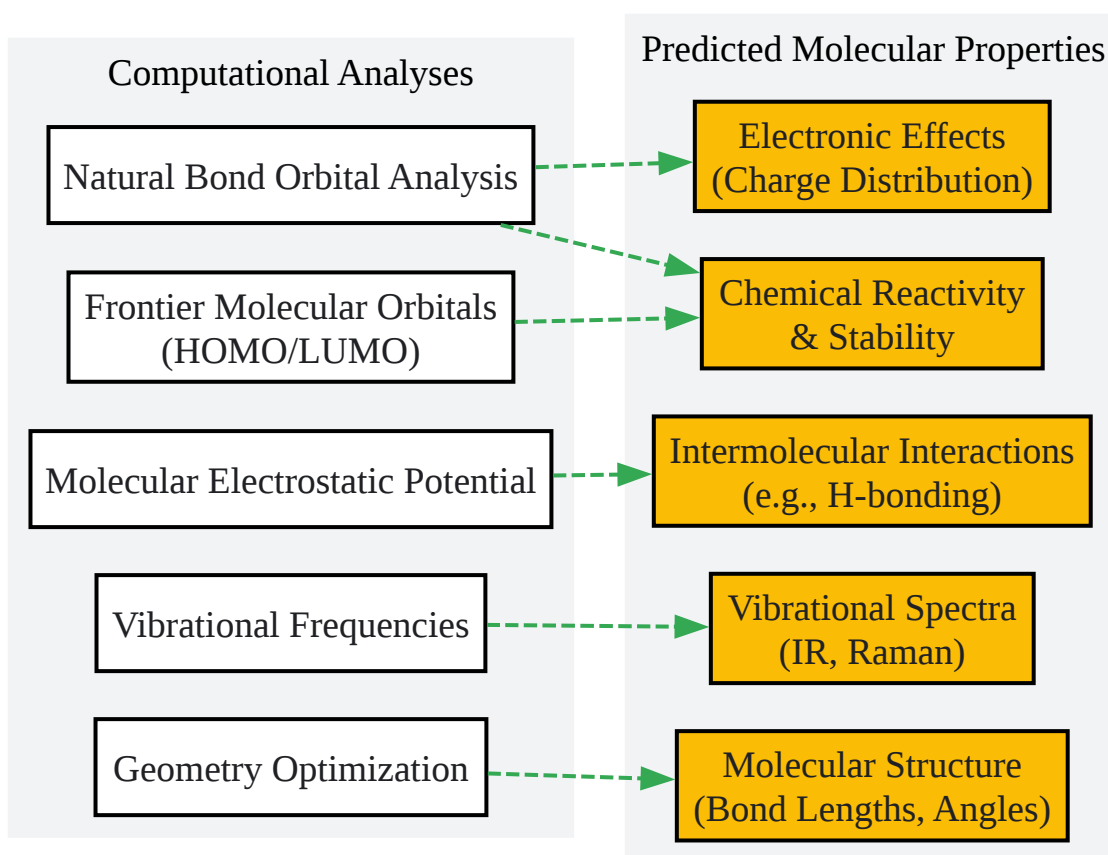 Computational Analyses
Natural Bond Orbital Analysis
Frontier Molecular Orbitals
(HOMO/LUMO)
Molecular Electrostatic Potential
Vibrational Frequencies
Geometry Optimization
Predicted Molecular Properties
Electronic Effects
(Charge Distribution)
Chemical Reactivity
& Stability
Intermolecular Interactions
(e.g., H-bonding)
Vibrational Spectra
(IR, Raman)
Molecular Structure
(Bond Lengths, Angles)